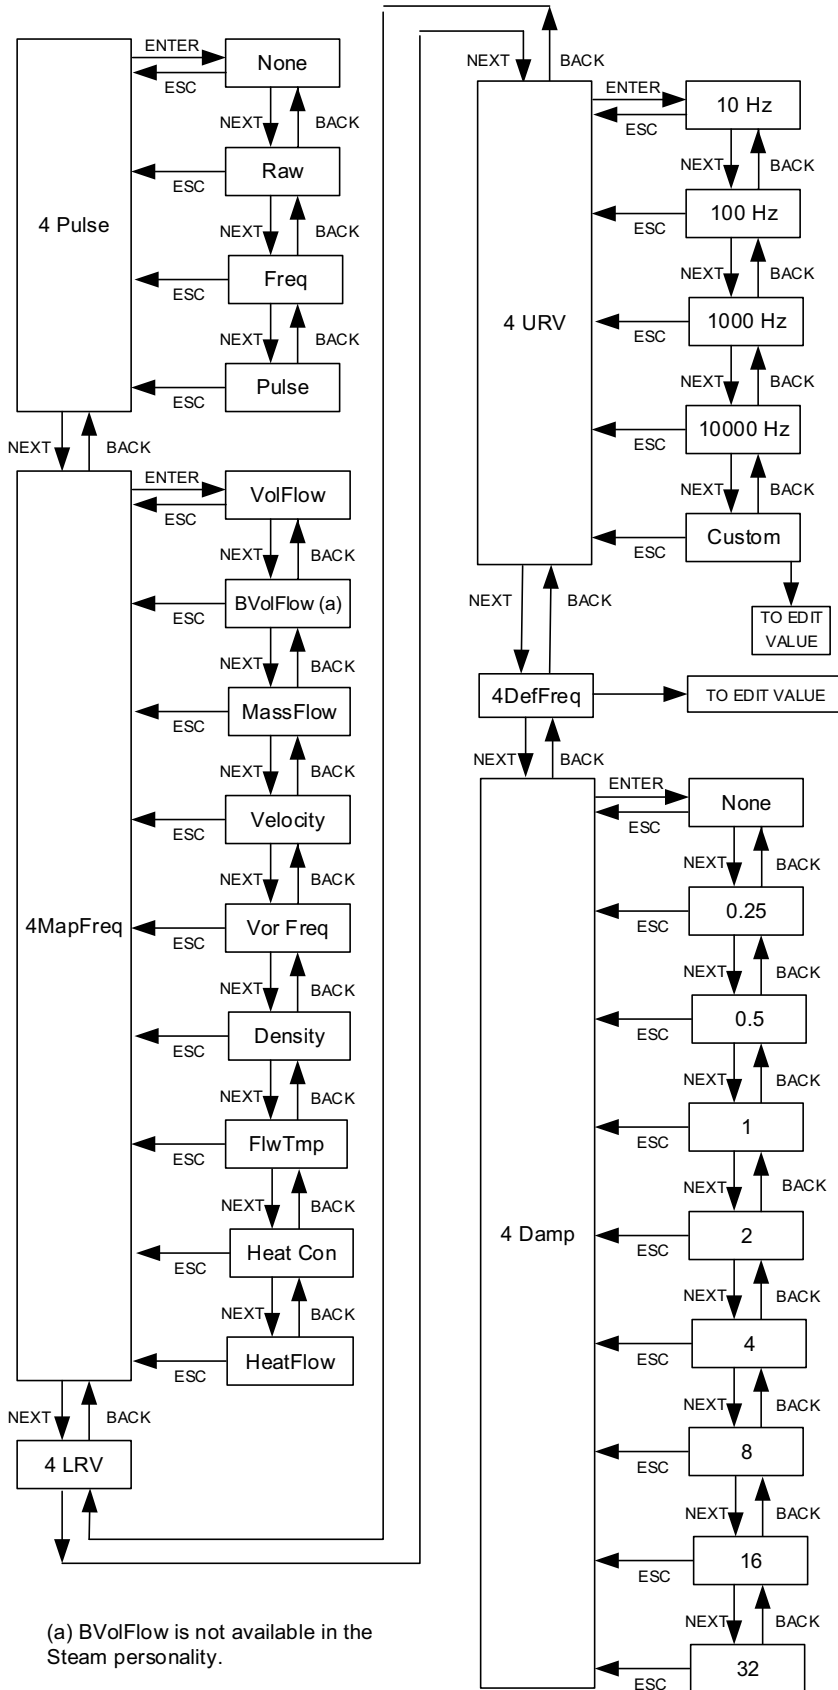 ENTER
None
ESC
NEXT
BACK
Raw
ESC
4 Pulse
NEXT
BACK
Freq
ESC
NEXT
BACK
Pulse
ESC
NEXT
BACK
ENTER
VolFlow
ESC
NEXT
BACK
BVolFlow (a)
ESC
NEXT
BACK
MassFlow
ESC
NEXT
BACK
Velocity
ESC
NEXT
BACK
4MapFreq
Vor Freq
ESC
NEXT
BACK
Density
ESC
NEXT
BACK
FlwTmp
ESC
NEXT
BACK
Heat Con
ESC
NEXT
BACK
HeatFlow
ESC
NEXT
BACK
4 LRV
(a) BVolFlow is not available in the
Steam personality.
NEXT
BACK
ENTER
10 Hz
ESC
NEXT
BACK
100 Hz
ESC
NEXT
BACK
4 URV
1000 Hz
ESC
NEXT
BACK
10000 Hz
ESC
NEXT
BACK
Custom
ESC
TO EDIT
VALUE
NEXT
BACK
4DefFreq
TO EDIT VALUE
NEXT
BACK
ENTER
None
ESC
NEXT
BACK
0.25
ESC
NEXT
BACK
0.5
ESC
NEXT
BACK
1
ESC
NEXT
BACK
4 Damp
2
ESC
NEXT
BACK
4
ESC
NEXT
BACK
8
ESC
NEXT
BACK
16
ESC
NEXT
BACK
32
ESC